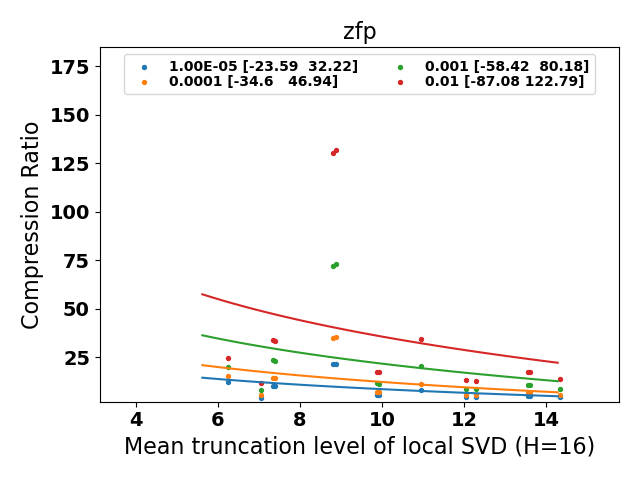 zfp
1.00E-05 [-23.59 32.22]
0.0001 [-34.6 46.94]
0.001 [-58.42 80.18]
0.01 [-87.08 122.79]
Compression Ratio
175
150
125
100
75
50
25
4 6 8 10 12 14
Mean truncation level of local SVD (H=16)